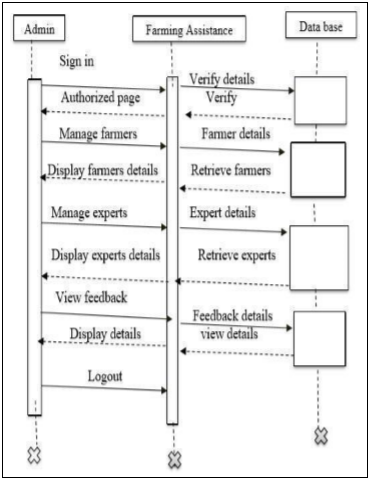 Admin
Farming Assistance
Data base
Sign in
Verify details
Authorized page
Verify
Manage farmers
Farmer details
Display farmers details
Retrieve farmers
Manage experts
Expert details
Display experts details
Retrieve experts
View feedback
Feedback details
Display details
view details
Logout